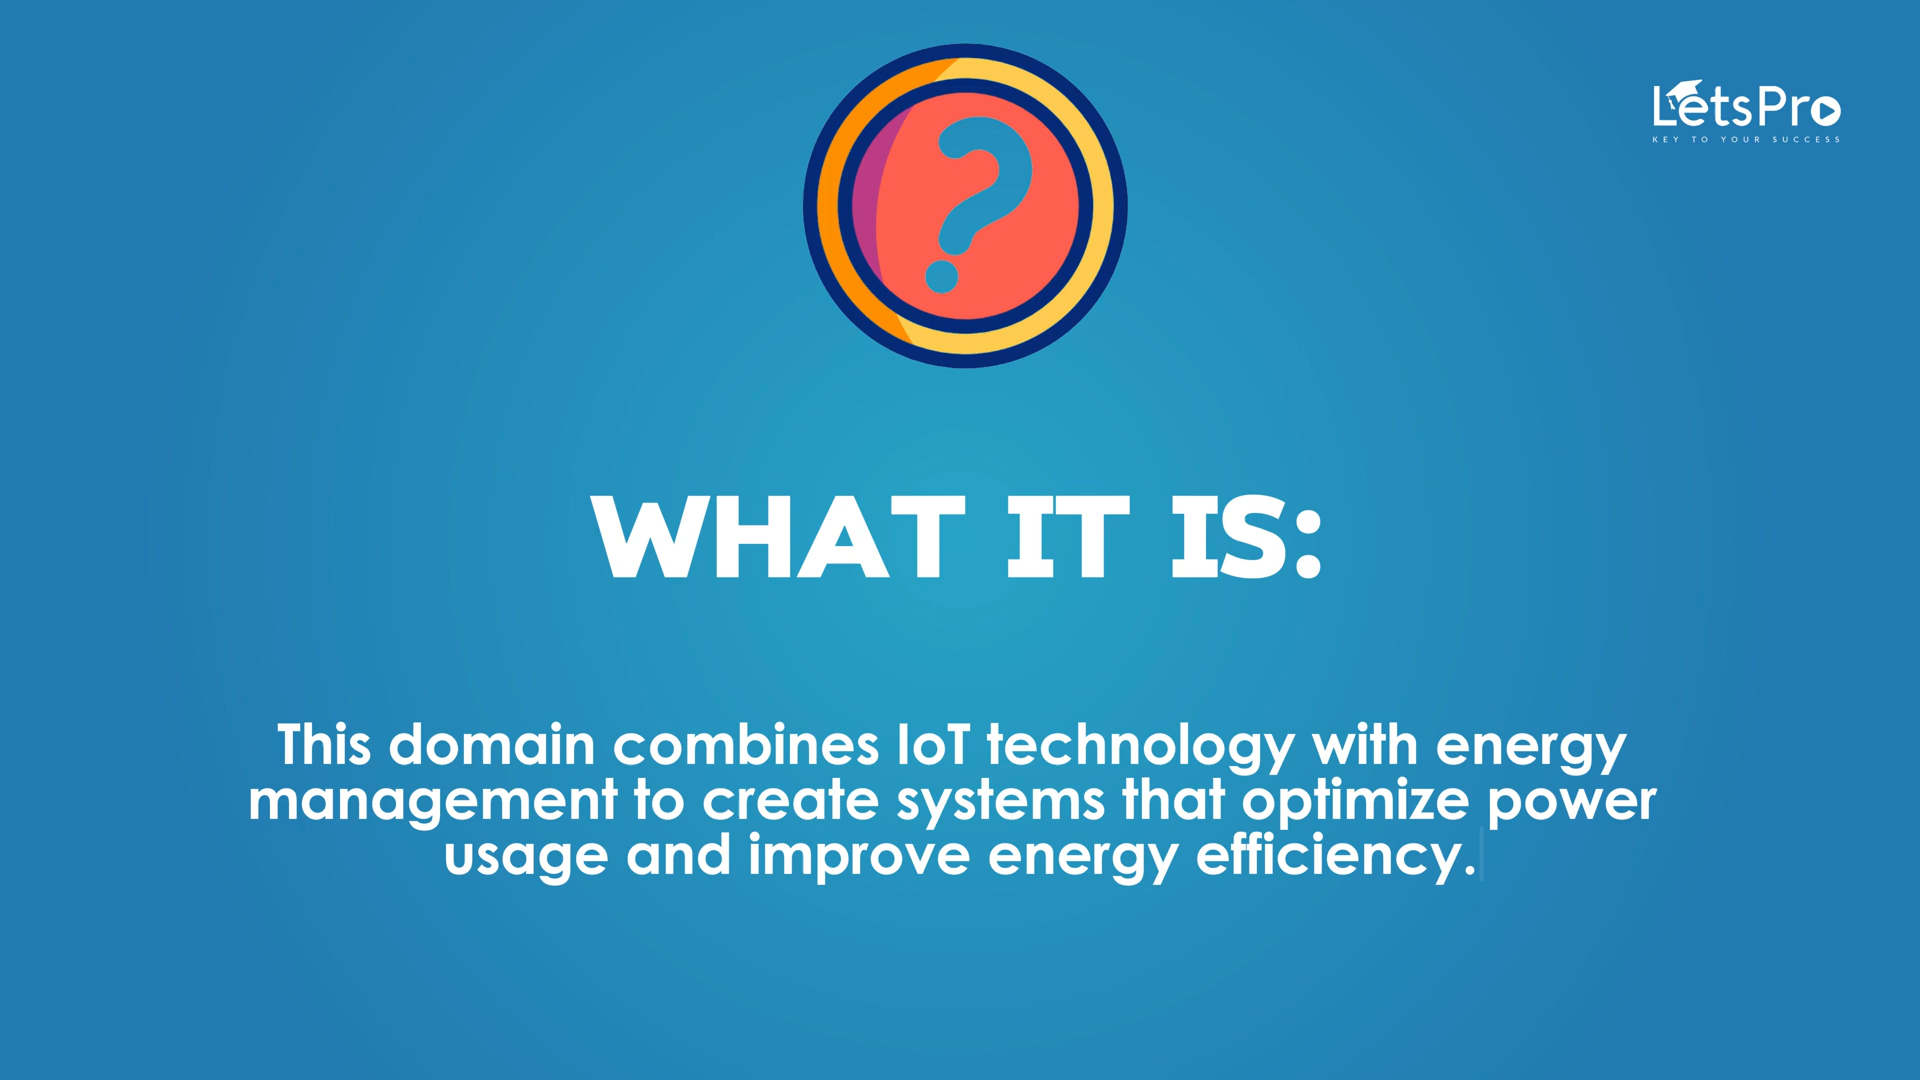 LetsPro
KEY TO YOUR SUCCESS
WHAT IT IS:
This domain combines IoT technology with energy
management to create systems that optimize power
usage and improve energy efficiency.